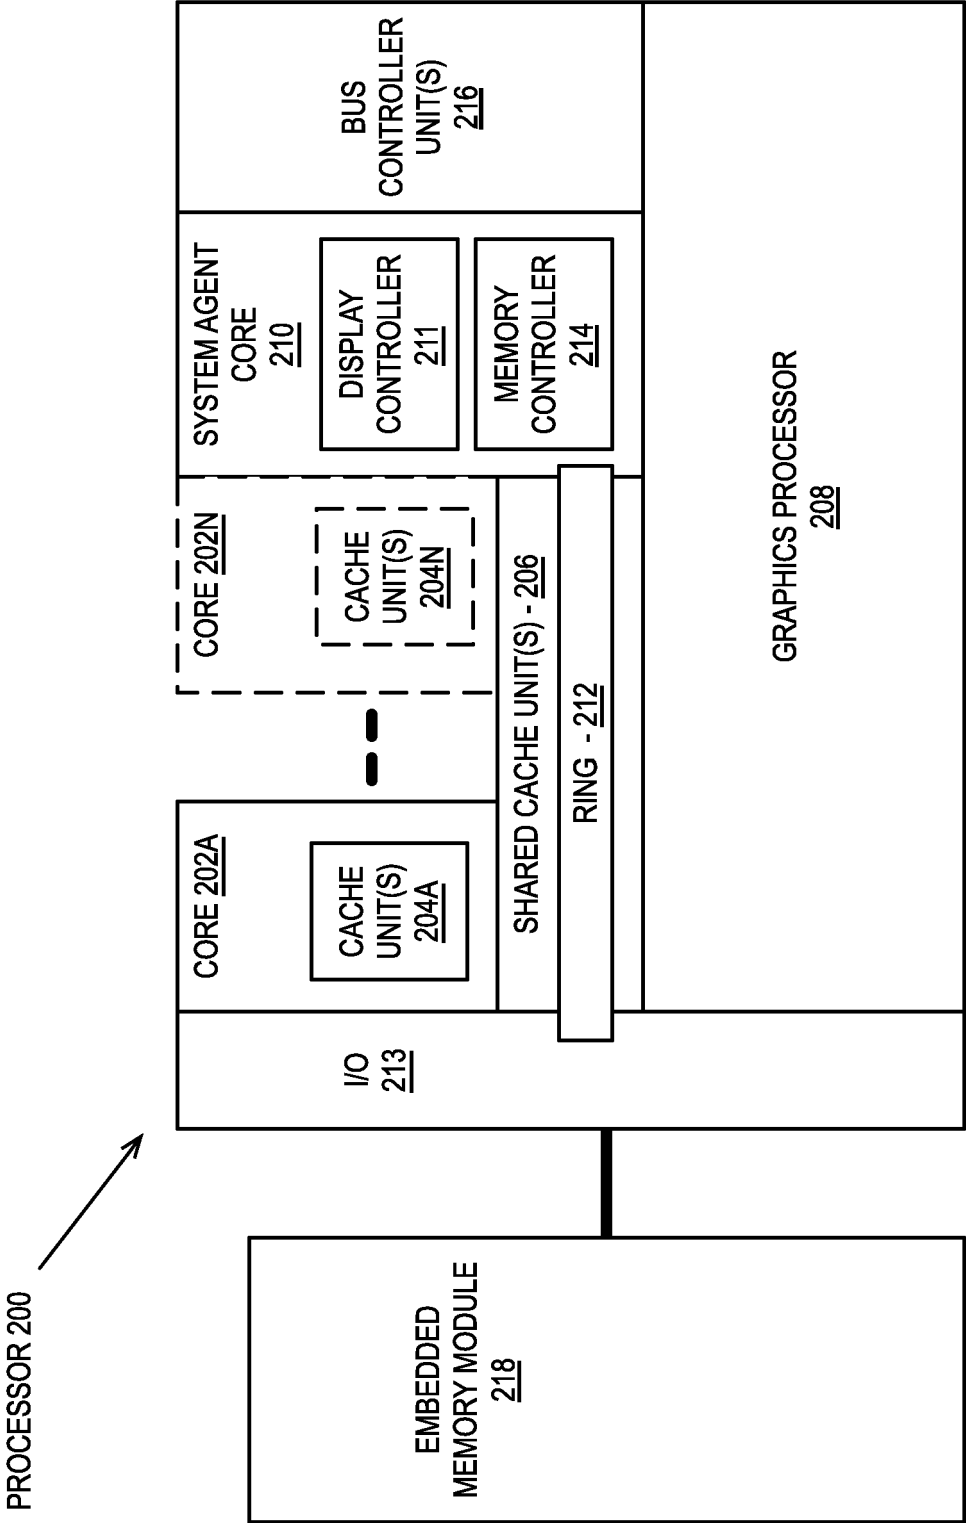 PROCESSOR 200
CORE 202A
CACHE
UNIT(S)
204A
CORE 202N
CACHE
UNIT(S)
204N
SYSTEM AGENT
CORE
210
DISPLAY
CONTROLLER
211
MEMORY
CONTROLLER
214
BUS
CONTROLLER
UNIT(S)
216
I/O
213
SHARED CACHE UNIT(S) - 206
RING - 212
EMBEDDED
MEMORY MODULE
218
GRAPHICS PROCESSOR
208